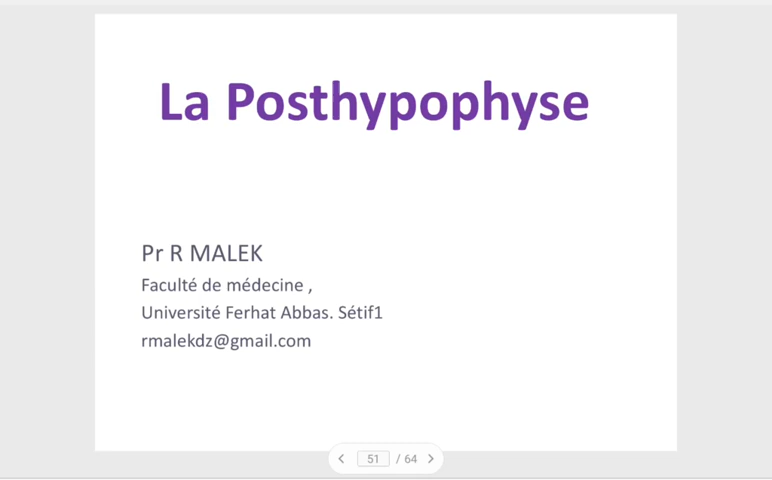 La Posthypophyse
Pr R MALEK
Faculté de médecine ,
Université Ferhat Abbas. Sétif1
rmalekdz@gmail.com
51 / 64